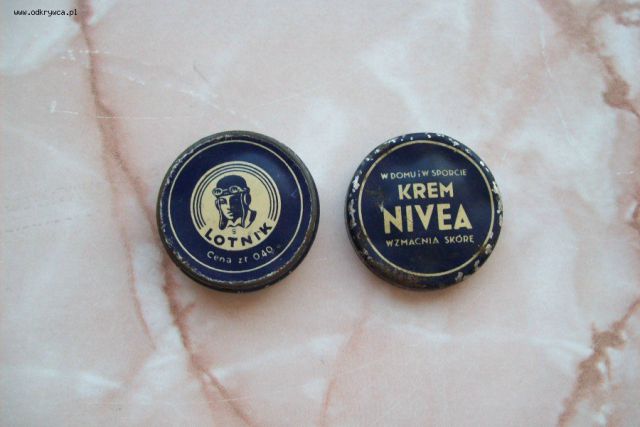 www.odkrywca.pl
LOTNIK
Cena zł 0.40
W DOMU i W SPORCIE
KREM
NIVEA
WZMACNIA SKÓRĘ